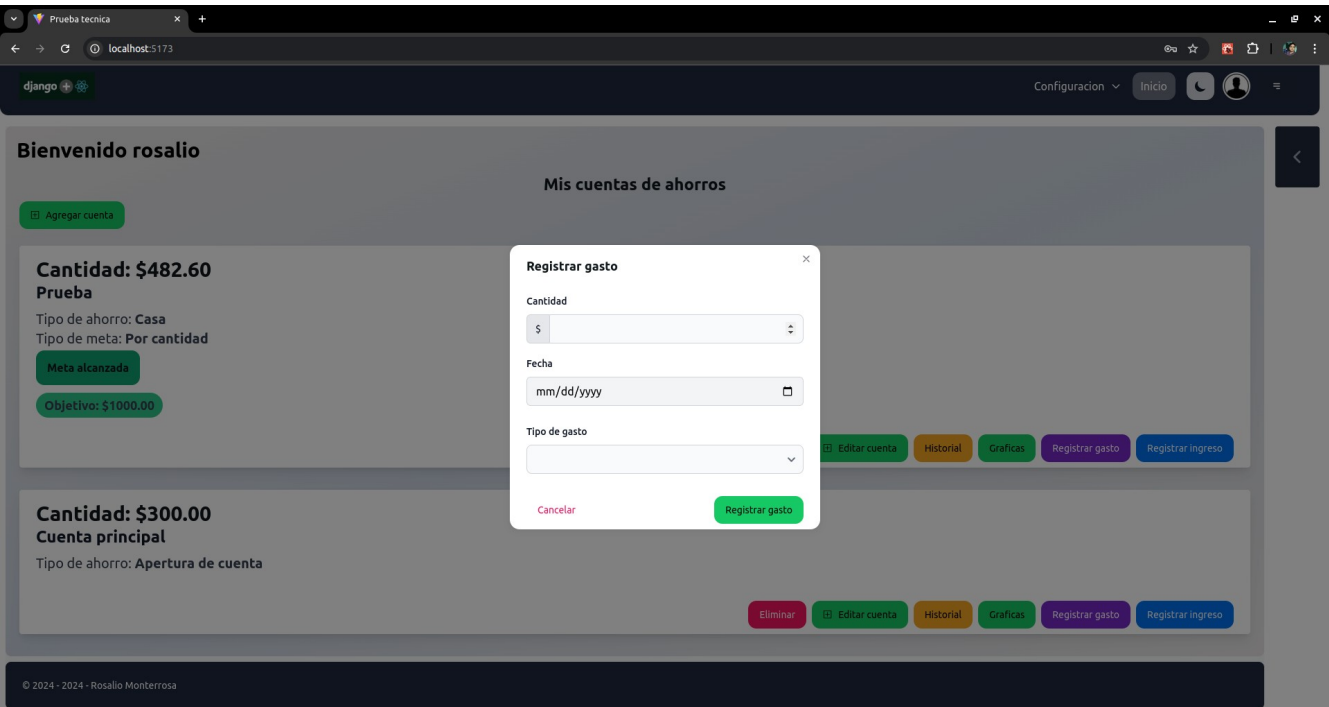 Prueba tecnica
localhost:5173
django
Configuracion
Inicio
Bienvenido rosalio
Mis cuentas de ahorros
Agregar cuenta
Cantidad: $482.60
Prueba
Tipo de ahorro: Casa
Tipo de meta: Por cantidad
Meta alcanzada
Objetivo: $1000.00
Editar cuenta Historial Graficas Registrar gasto Registrar ingreso
Registrar gasto
Cantidad
$
Fecha
mm/dd/yyyy
Tipo de gasto
Cancelar Registrar gasto
Cantidad: $300.00
Cuenta principal
Tipo de ahorro: Apertura de cuenta
Eliminar Editar cuenta Historial Graficas Registrar gasto Registrar ingreso
© 2024 - 2024 - Rosalio Monterrosa